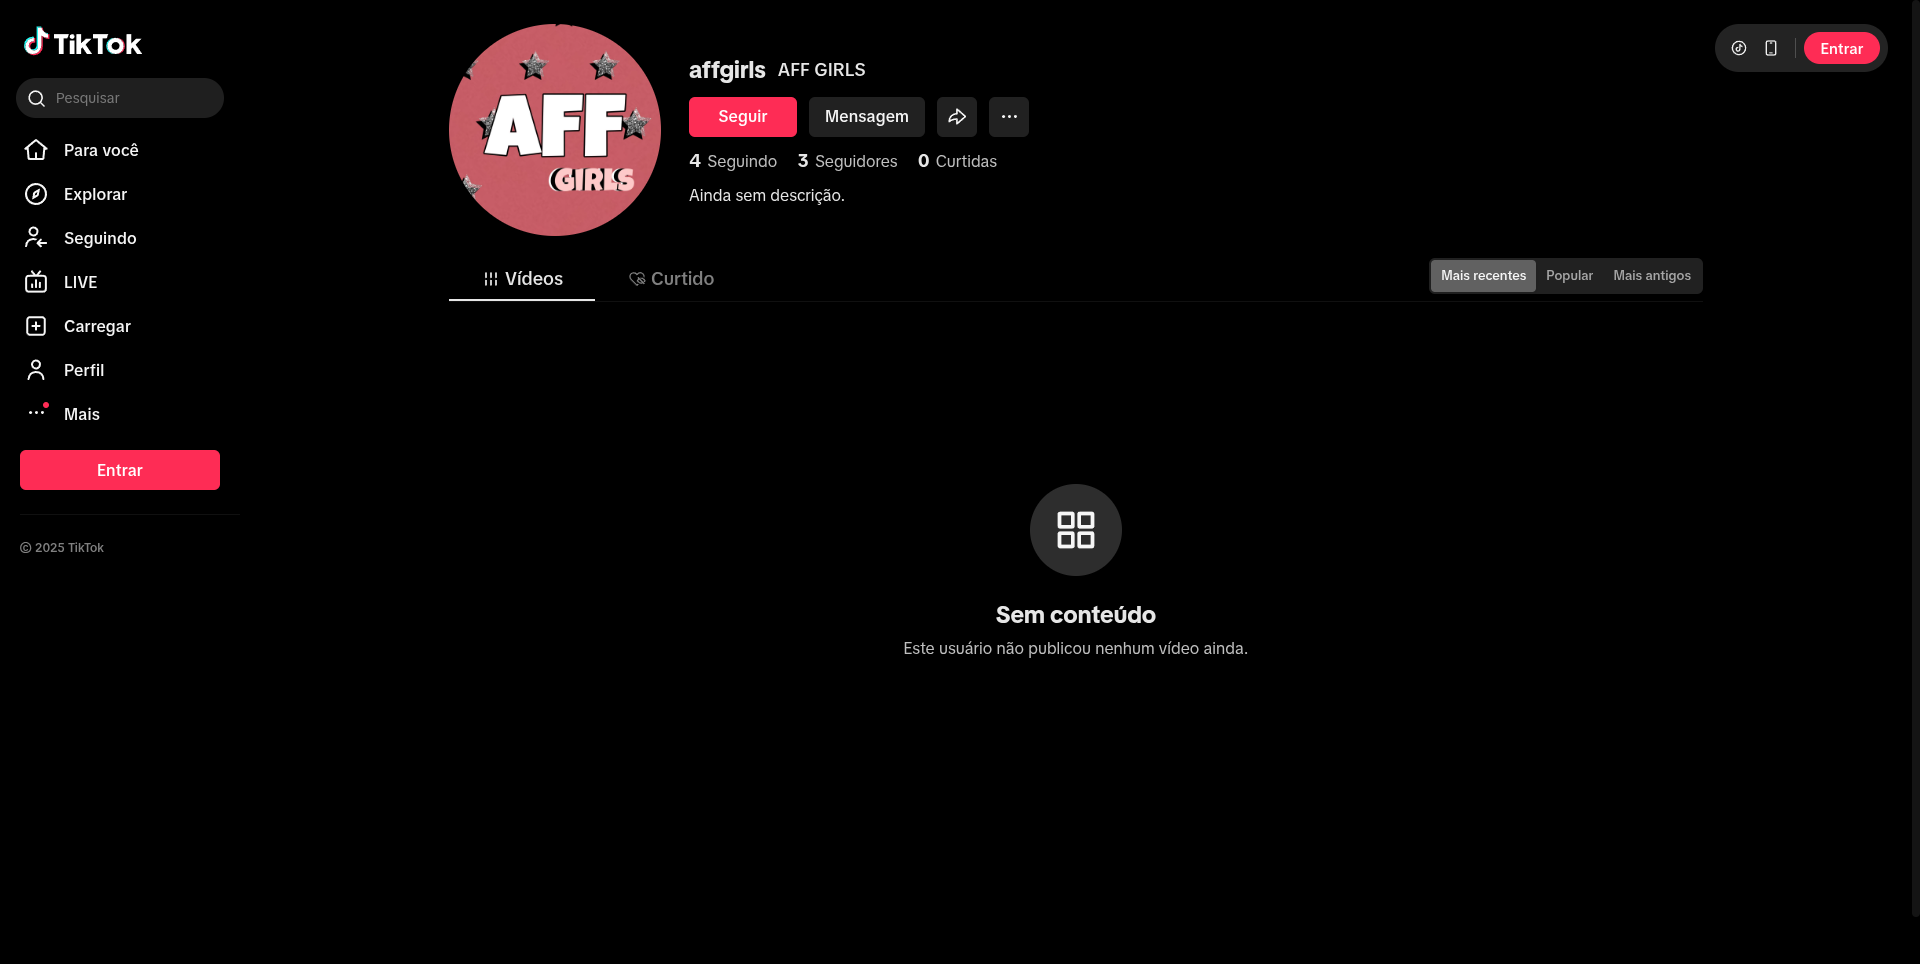 TikTok
Pesquisar
Para você
Explorar
Seguindo
LIVE
Carregar
Perfil
Mais
Entrar
© 2025 TikTok
AFF
GIRLS
affgirls AFF GIRLS
Seguir Mensagem
4 Seguindo 3 Seguidores 0 Curtidas
Ainda sem descrição.
Entrar
Vídeos Curtido
Mais recentes Popular Mais antigos
Sem conteúdo
Este usuário não publicou nenhum vídeo ainda.